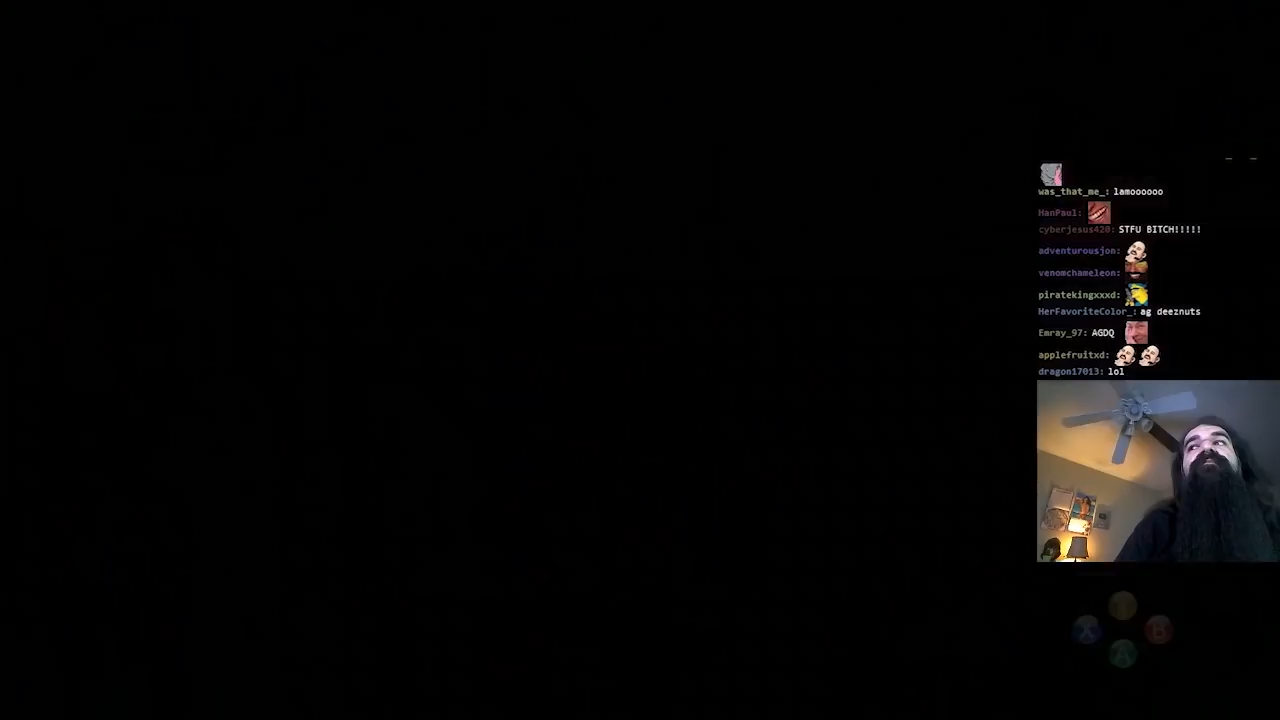 was_that_me_: lamoooooo
HanPaul:
cyberjesus420: STFU BITCH!!!!!
adventurousjon:
venomchameleon:
piratekingxxxd:
HerFavoriteColor_: ag deeznuts
Emray_97: AGDQ
applefruitxd:
dragon17013: lol
Y
X B
A